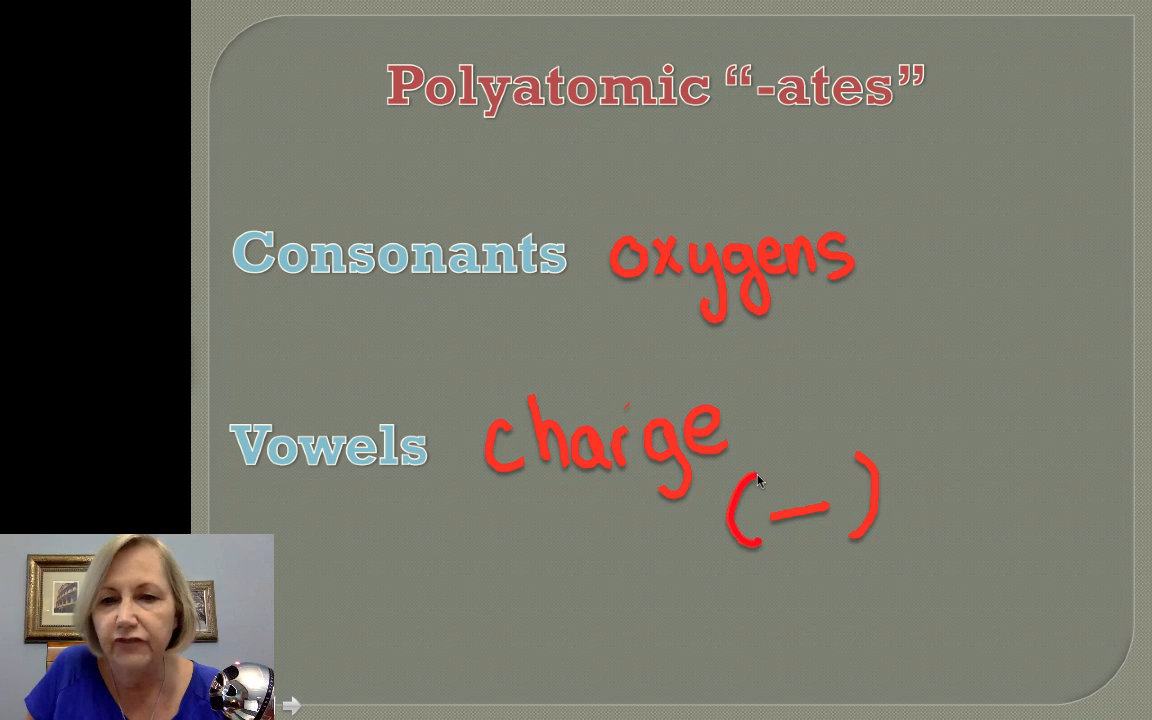 Polyatomic “-ates”
Consonants oxygens
Vowels charge
(—)